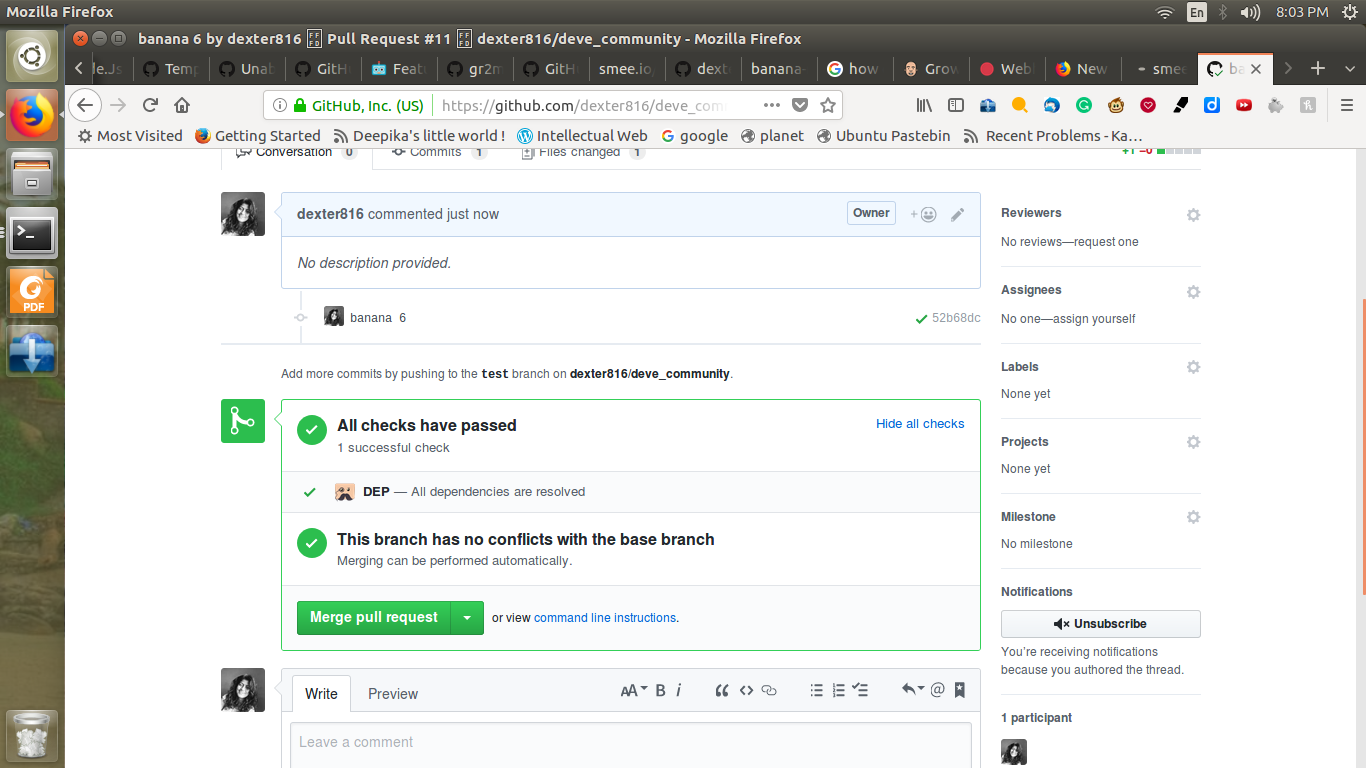 Mozilla Firefox
En
8:03 PM
banana 6 by dexter816 Pull Request #11 dexter816/deve_community - Mozilla Firefox
le.Js
Temp
Unab
GitH
Feat
gr2m
GitH
smee.io
dext
banana-
how
Grow
Web
New
smee
ba
GitHub, Inc. (US)
https://github.com/dexter816/deve_com
Most Visited
Getting Started
Deepika's little world !
Intellectual Web
google
planet
Ubuntu Pastebin
Recent Problems - Ka…
Conversation 0
Commits 1
Files changed 1
+1 −0
dexter816 commented just now
Owner
No description provided.
banana 6
52b68dc
Add more commits by pushing to the test branch on dexter816/deve_community.
All checks have passed
1 successful check
Hide all checks
DEP — All dependencies are resolved
This branch has no conflicts with the base branch
Merging can be performed automatically.
Merge pull request
or view command line instructions.
Write
Preview
AA B i
Leave a comment
Reviewers
No reviews—request one
Assignees
No one—assign yourself
Labels
None yet
Projects
None yet
Milestone
No milestone
Notifications
Unsubscribe
You're receiving notifications
because you authored the thread.
1 participant
PDF